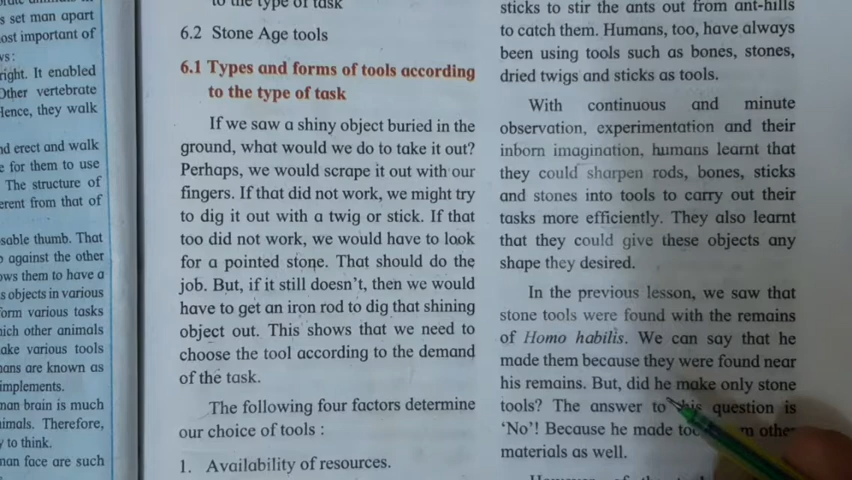 s set man apart
ost important of
ws:
right. It enabled
Other vertebrate
Hence, they walk
nd erect and walk
e for them to use
The structure of
erent from that of
sable thumb. That
against the other
ows them to have a
s objects in various
form various tasks
hich other animals
ake various tools
mans are known as
implements.
man brain is much
nimals. Therefore,
y to think.
man face are such
to the type of task
6.2 Stone Age tools
6.1 Types and forms of tools according
to the type of task
If we saw a shiny object buried in the
ground, what would we do to take it out?
Perhaps, we would scrape it out with our
fingers. If that did not work, we might try
to dig it out with a twig or stick. If that
too did not work, we would have to look
for a pointed stone. That should do the
job. But, if it still doesn't, then we would
have to get an iron rod to dig that shining
object out. This shows that we need to
choose the tool according to the demand
of the task.
The following four factors determine
our choice of tools :
1. Availability of resources.
sticks to stir the ants out from ant-hills
to catch them. Humans, too, have always
been using tools such as bones, stones,
dried twigs and sticks as tools.
With continuous and minute
observation, experimentation and their
inborn imagination, humans learnt that
they could sharpen rods, bones, sticks
and stones into tools to carry out their
tasks more efficiently. They also learnt
that they could give these objects any
shape they desired.
In the previous lesson, we saw that
stone tools were found with the remains
of Homo habilis. We can say that he
made them because they were found near
his remains. But, did he make only stone
tools? The answer to this question is
'No'! Because he made other
materials as well.